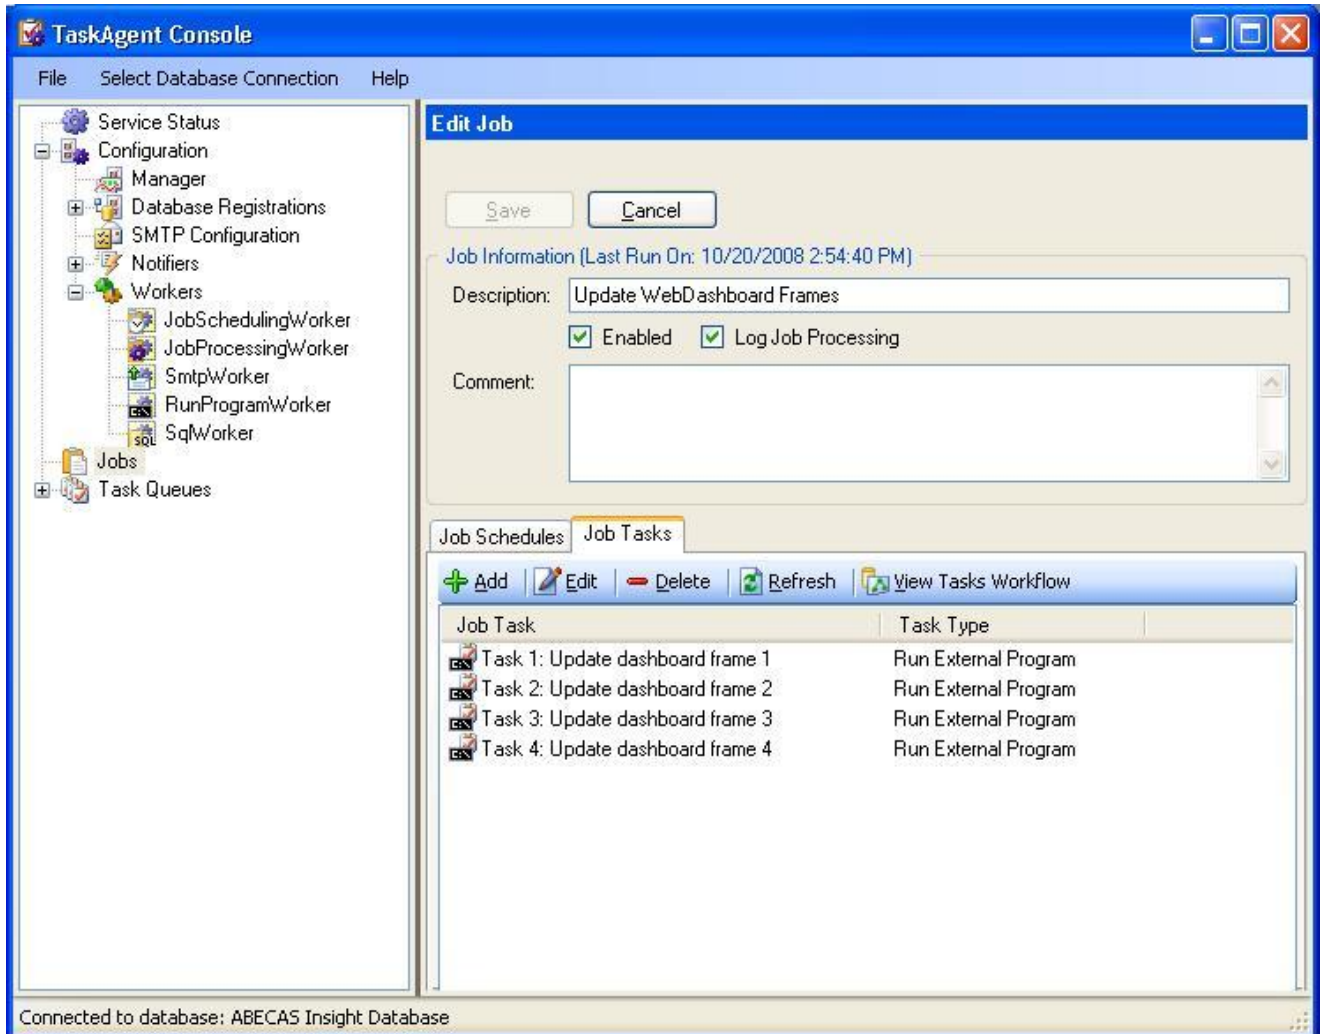 TaskAgent Console
File Select Database Connection Help
Service Status
Configuration
Manager
Database Registrations
SMTP Configuration
Notifiers
Workers
JobSchedulingWorker
JobProcessingWorker
SmtpWorker
RunProgramWorker
SqlWorker
Jobs
Task Queues
Edit Job
Save Cancel
Job Information (Last Run On: 10/20/2008 2:54:40 PM)
Description: Update WebDashboard Frames
Enabled Log Job Processing
Comment:
Job Schedules Job Tasks
Add Edit Delete Refresh View Tasks Workflow
Job Task Task Type
Task 1: Update dashboard frame 1 Run External Program
Task 2: Update dashboard frame 2 Run External Program
Task 3: Update dashboard frame 3 Run External Program
Task 4: Update dashboard frame 4 Run External Program
Connected to database: ABECAS Insight Database